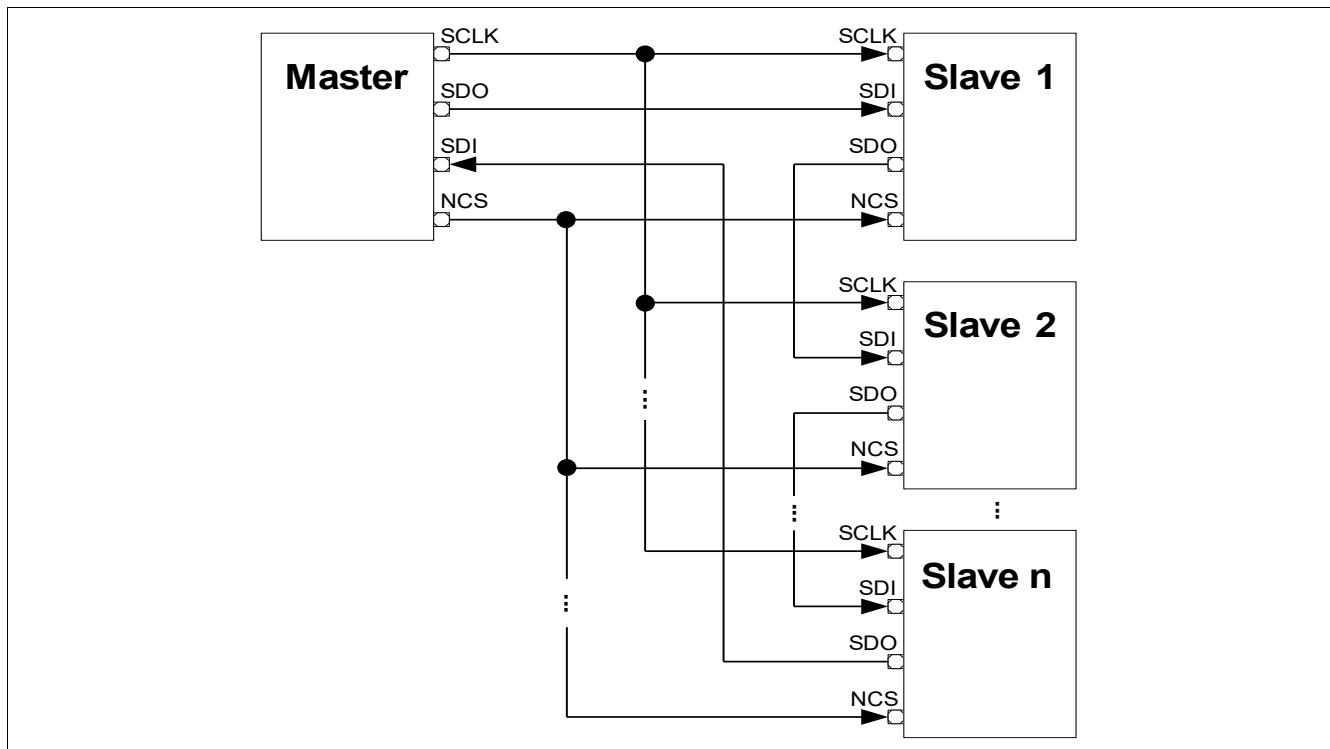 SCLK
Master
SDO
SDI
NCS
SCLK
Slave 1
SDI
SDO
NCS
SCLK
Slave 2
SDI
SDO
NCS
...
...
...
...
SCLK
Slave n
SDI
SDO
NCS